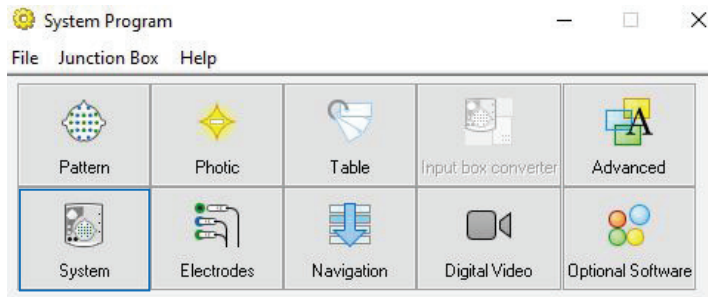 System Program
File Junction Box Help
Pattern Photic Table Input box converter Advanced
System Electrodes Navigation Digital Video Optional Software